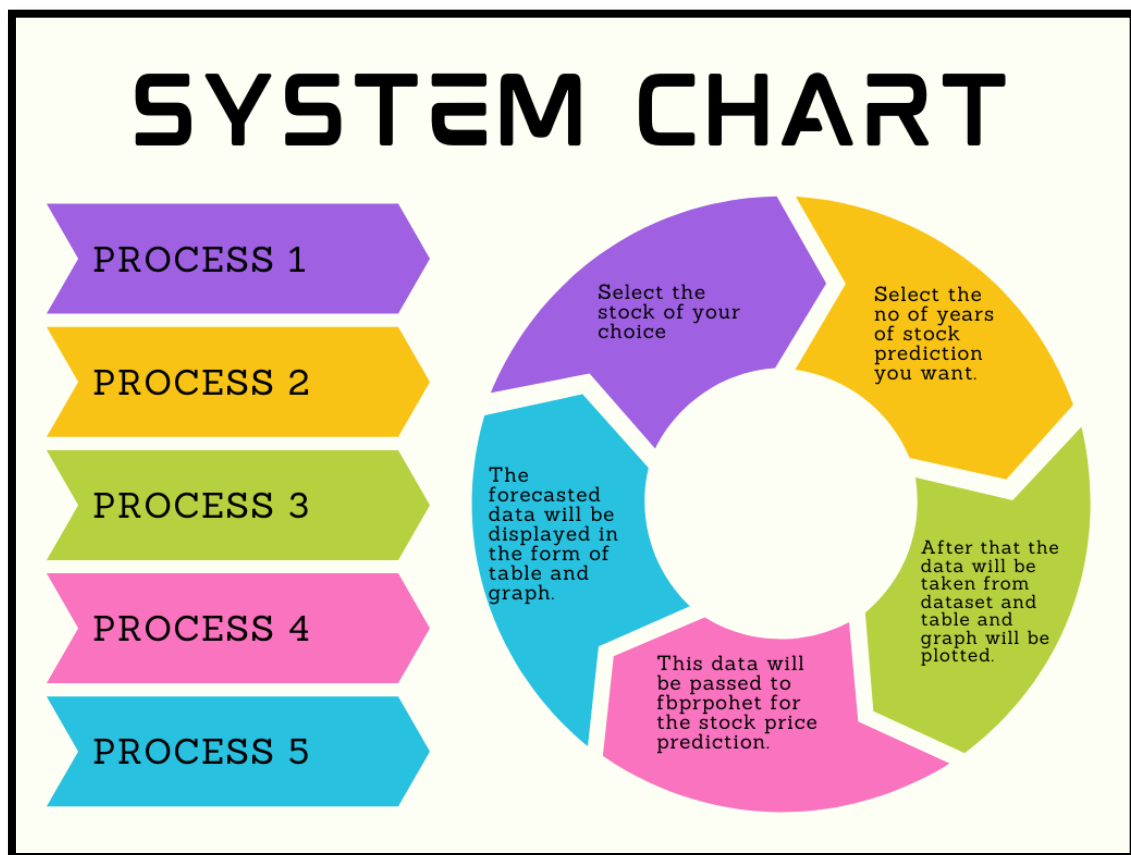 SYSTEM CHART
PROCESS 1
PROCESS 2
PROCESS 3
PROCESS 4
PROCESS 5
Select the
stock of your
choice
Select the
no of years
of stock
prediction
you want.
After that the
data will be
taken from
dataset and
table and
graph will be
plotted.
This data will
be passed to
fbprpohet for
the stock price
prediction.
The
forecasted
data will be
displayed in
the form of
table and
graph.